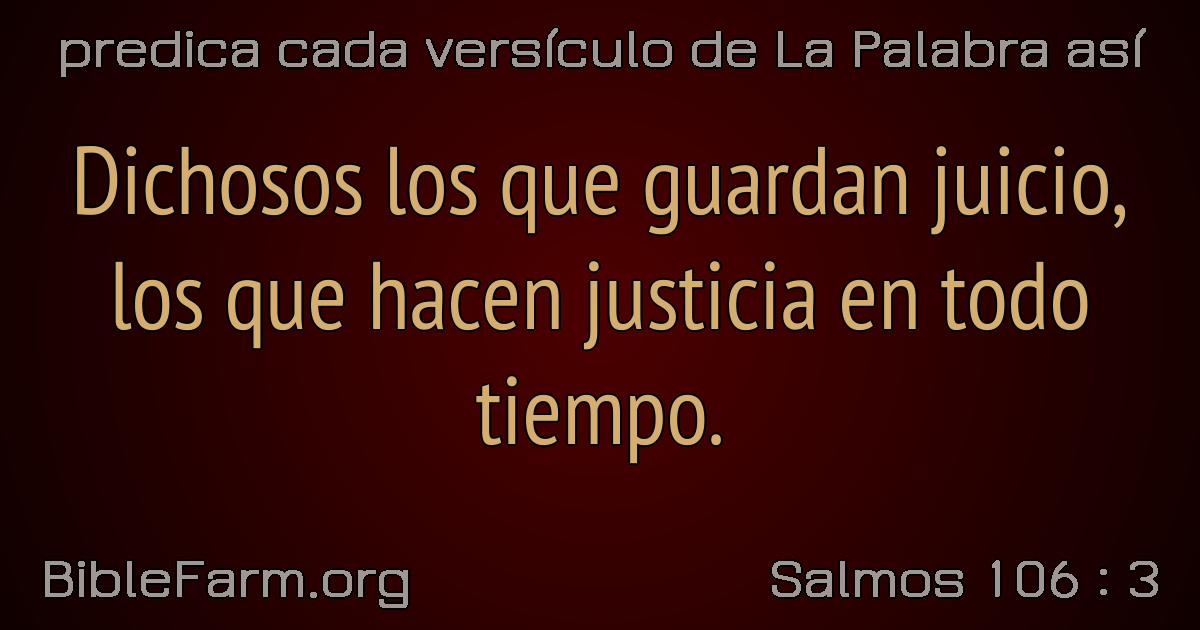 predica cada versículo de La Palabra así
Dichosos los que guardan juicio,
los que hacen justicia en todo
tiempo.
BibleFarm.org
Salmos 106 : 3